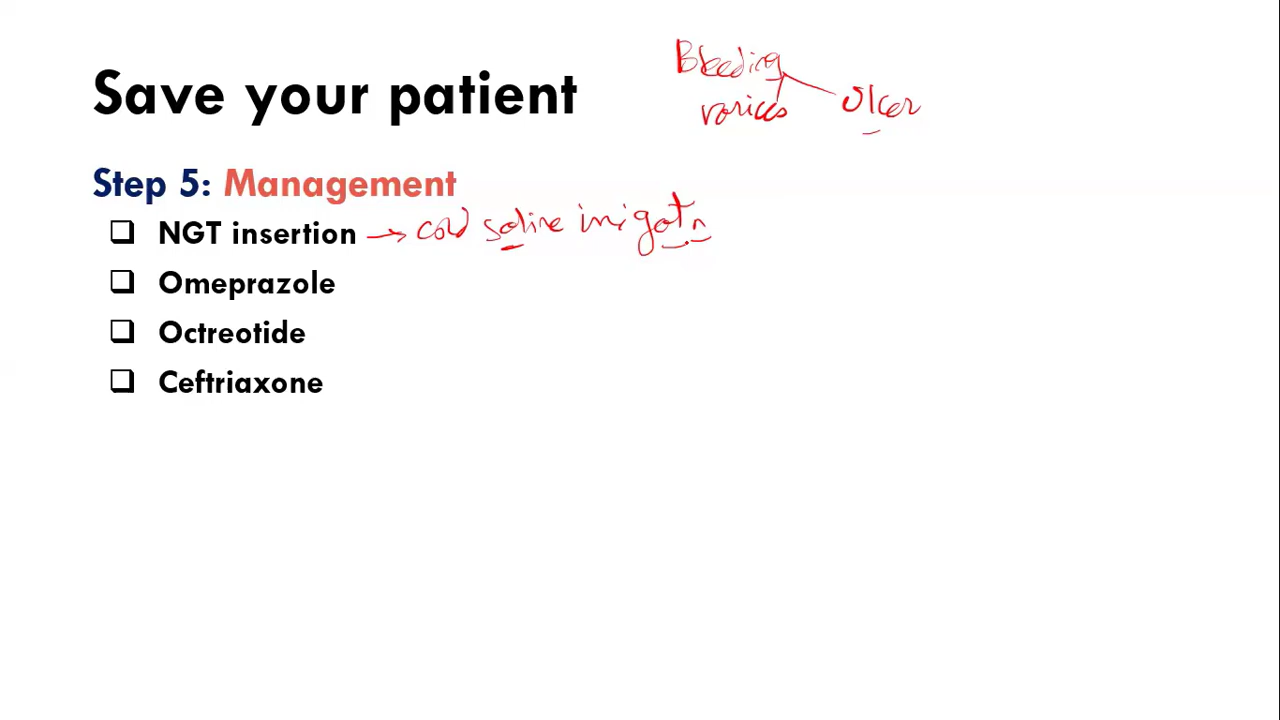 Save your patient
Bleeding
varices
Ulcer
Step 5: Management
NGT insertion → cold saline irrigatn
Omeprazole
Octreotide
Ceftriaxone